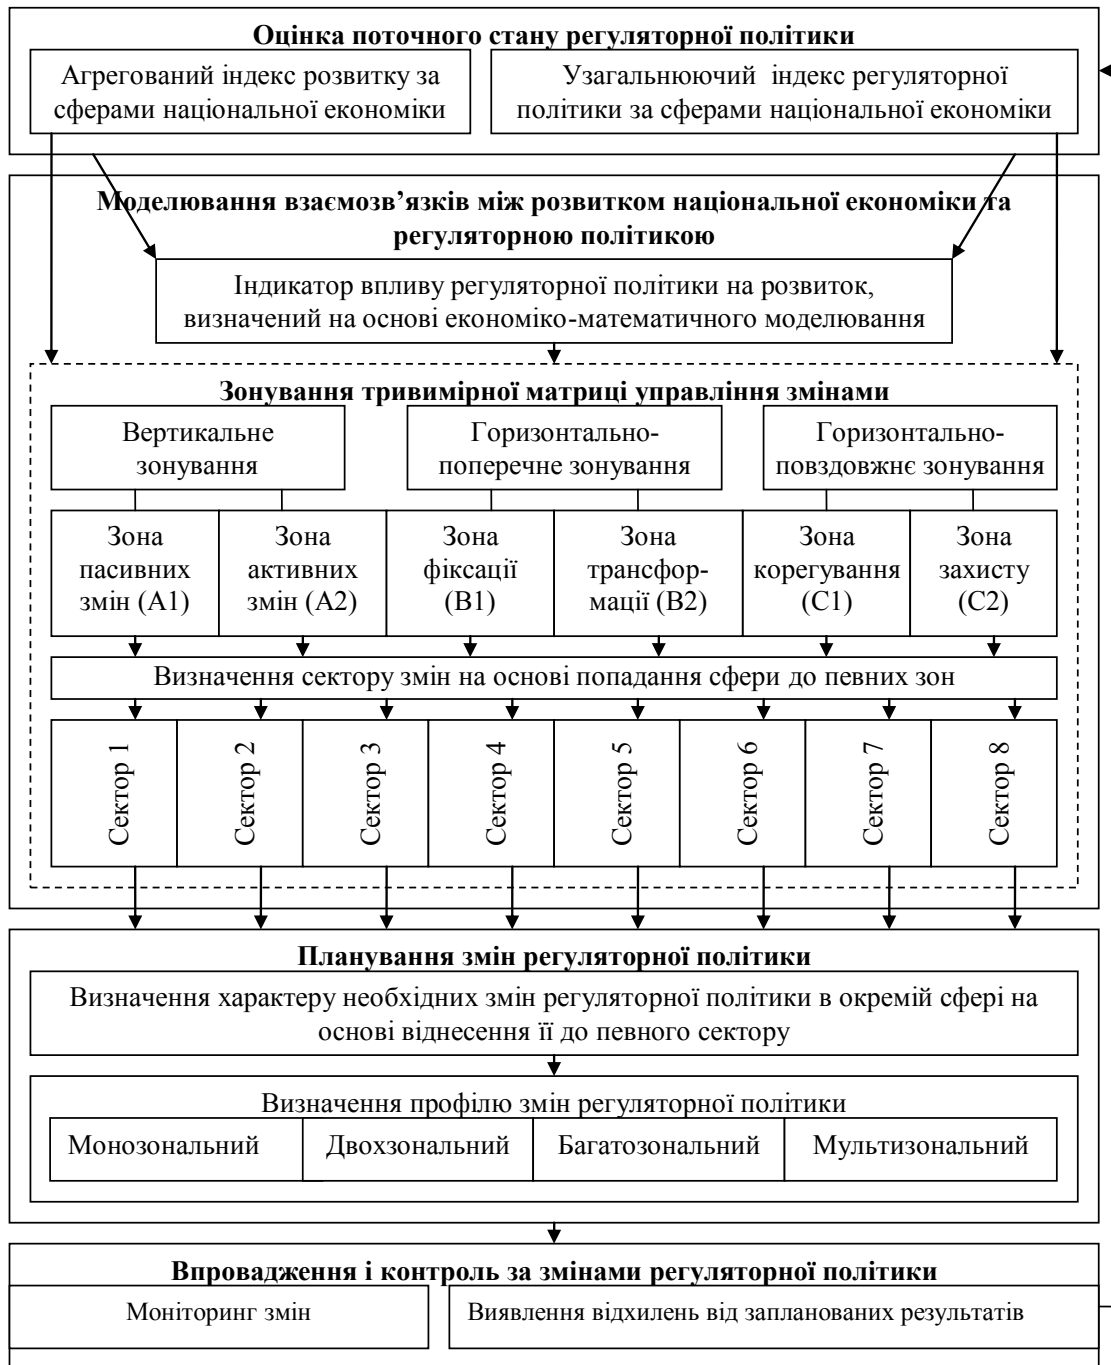 Оцінка поточного стану регуляторної політики
Агрегований індекс розвитку за
сферами національної економіки
Узагальнюючий індекс регуляторної
політики за сферами національної економіки
Моделювання взаємозв’язків між розвитком національної економіки та
регуляторною політикою
Індикатор впливу регуляторної політики на розвиток,
визначений на основі економіко-математичного моделювання
Зонування тривимірної матриці управління змінами
Вертикальне
зонування
Горизонтально-
поперечне зонування
Горизонтально-
повздовжнє зонування
Зона
пасивних
змін (А1)
Зона
активних
змін (А2)
Зона
фіксації
(В1)
Зона
трансфор-
мації (В2)
Зона
корегування
(С1)
Зона
захисту
(С2)
Визначення сектору змін на основі попадання сфери до певних зон
Сектор 1
Сектор 2
Сектор 3
Сектор 4
Сектор 5
Сектор 6
Сектор 7
Сектор 8
Планування змін регуляторної політики
Визначення характеру необхідних змін регуляторної політики в окремій сфері на
основі віднесення її до певного сектору
Визначення профілю змін регуляторної політики
Монозональний
Двохзональний
Багатозональний
Мультизональний
Впровадження і контроль за змінами регуляторної політики
Моніторинг змін
Виявлення відхилень від запланованих результатів